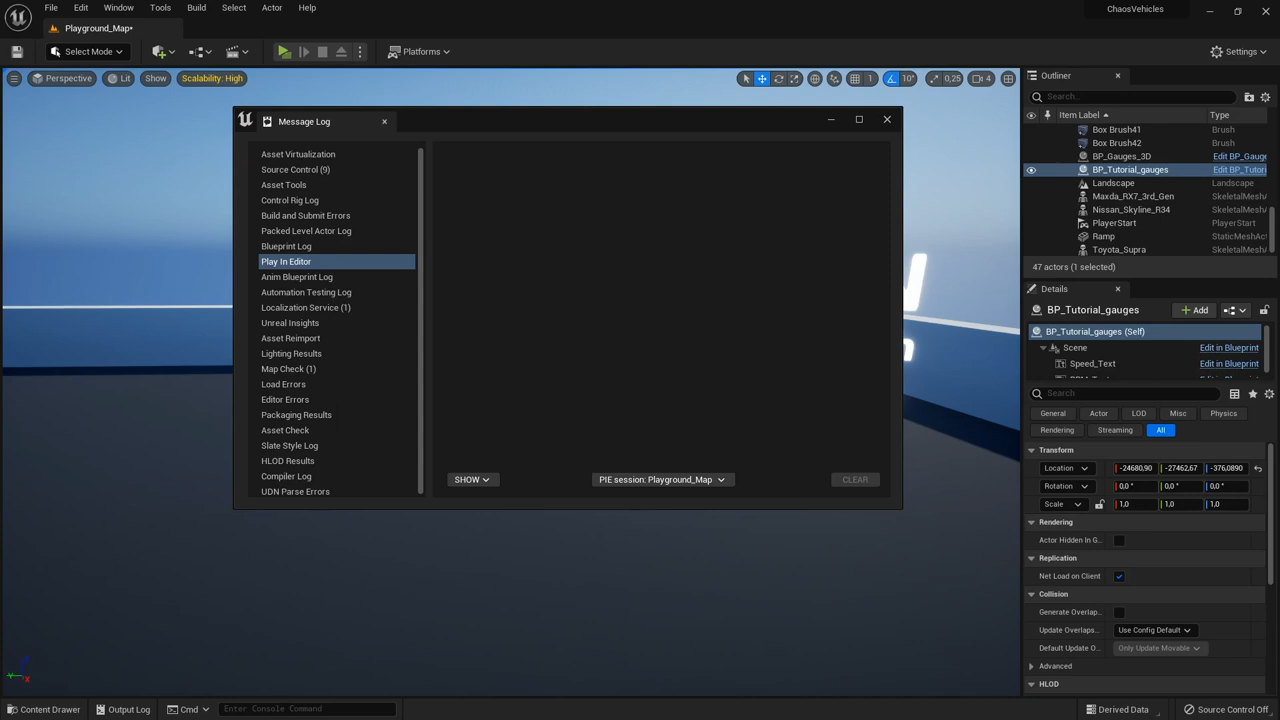 File Edit Window Tools Build Select Actor Help
ChaosVehicles
Playground_Map•
Select Mode
Platforms
Settings
Perspective Lit Show Scalability: High
1 10° 0,25 4
Outliner
Search...
Item Label Type
Box Brush41 Brush
Box Brush42 Brush
BP_Gauges_3D Edit BP_Gauge
BP_Tutorial_gauges Edit BP_Tutori
Landscape Landscape
Maxda_RX7_3rd_Gen SkeletalMeshA
Nissan_Skyline_R34 SkeletalMeshA
PlayerStart PlayerStart
Ramp StaticMeshAct
Toyota_Supra SkeletalMeshA
47 actors (1 selected)
Message Log
Asset Virtualization
Source Control (9)
Asset Tools
Control Rig Log
Build and Submit Errors
Packed Level Actor Log
Blueprint Log
Play In Editor
Anim Blueprint Log
Automation Testing Log
Localization Service (1)
Unreal Insights
Asset Reimport
Lighting Results
Map Check (1)
Load Errors
Editor Errors
Packaging Results
Asset Check
Slate Style Log
HLOD Results
Compiler Log
UDN Parse Errors
SHOW
PIE session: Playground_Map
CLEAR
Details
BP_Tutorial_gauges
Add
BP_Tutorial_gauges (Self)
Scene Edit in Blueprint
Speed_Text Edit in Blueprint
Search
General Actor LOD Misc Physics
Rendering Streaming All
Transform
Location -24680,90 -27462,67 -376,0890
Rotation 0,0 ° 0,0 ° 0,0 °
Scale 1,0 1,0 1,0
Rendering
Actor Hidden In G...
Replication
Net Load on Client
Collision
Generate Overlap...
Update Overlaps... Use Config Default
Default Update O... Only Update Movable
Advanced
HLOD
Content Drawer Output Log Cmd Enter Console Command
Derived Data Source Control Off